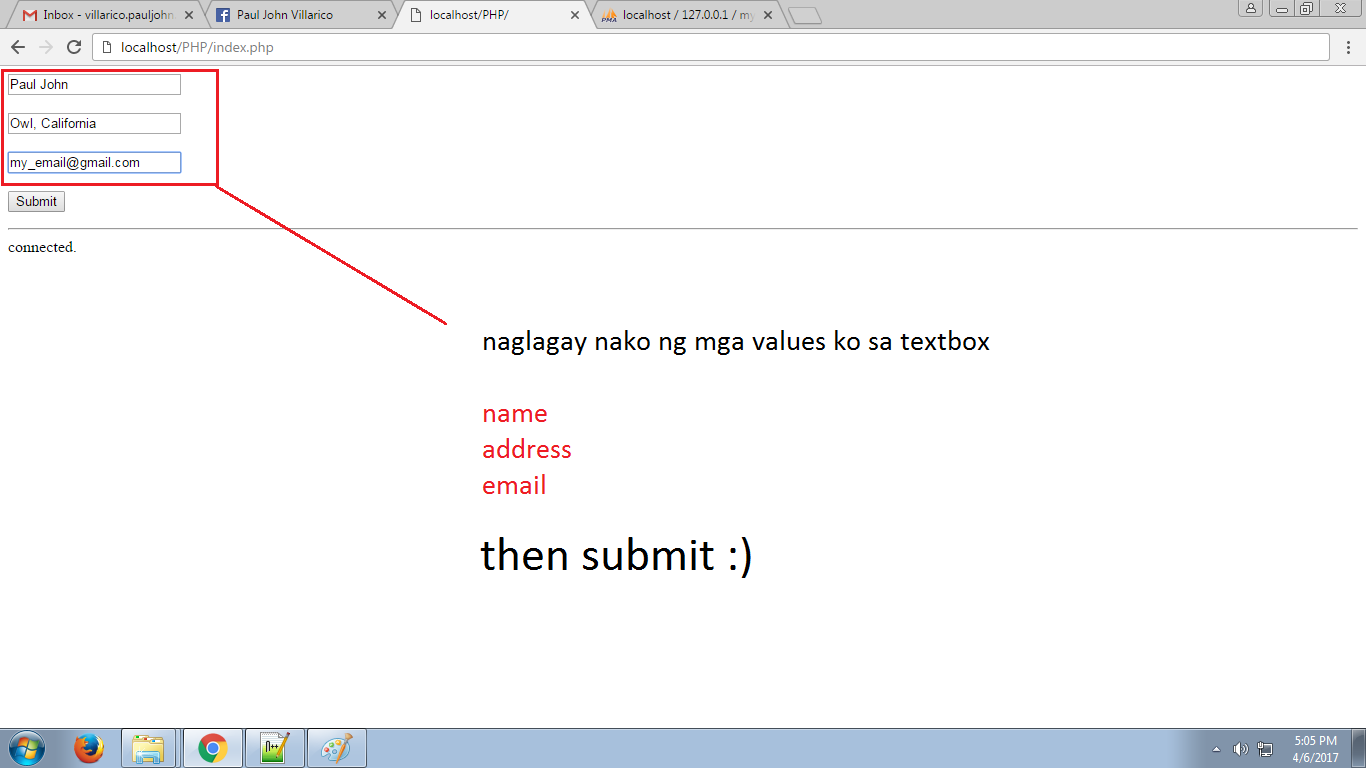 Inbox - villarico.pauljohn
Paul John Villarico
localhost/PHP/
localhost / 127.0.0.1 / my
localhost/PHP/index.php
Paul John
Owl, California
my_email@gmail.com
Submit
connected.
naglagay nako ng mga values ko sa textbox
name
address
email
then submit :)
5:05 PM
4/6/2017